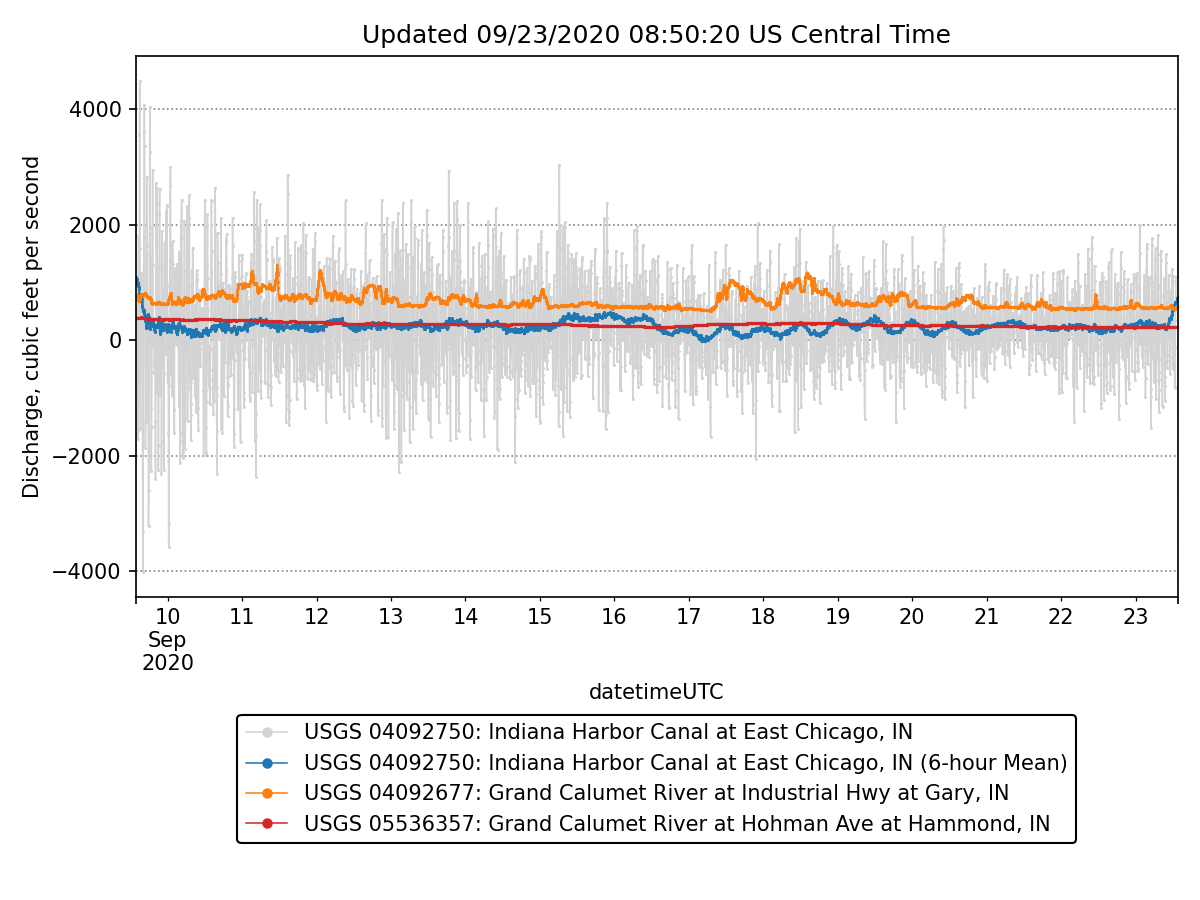 Updated 09/23/2020 08:50:20 US Central Time
4000
2000
0
−2000
−4000
Discharge, cubic feet per second
10 11 12 13 14 15 16 17 18 19 20 21 22 23
Sep
2020
datetimeUTC
USGS 04092750: Indiana Harbor Canal at East Chicago, IN
USGS 04092750: Indiana Harbor Canal at East Chicago, IN (6-hour Mean)
USGS 04092677: Grand Calumet River at Industrial Hwy at Gary, IN
USGS 05536357: Grand Calumet River at Hohman Ave at Hammond, IN